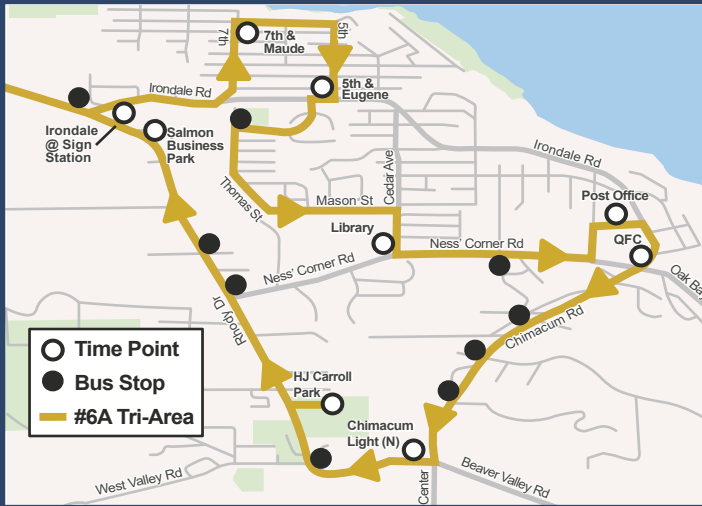 7th
7th &
Maude
5th
5th &
Eugene
Irondale Rd
Irondale
@ Sign
Station
Salmon
Business
Park
Thomas St
Mason St
Cedar Ave
Irondale Rd
Post Office
Library
Ness' Corner Rd
QFC
Ness' Corner Rd
Oak Ba
Rhody Dr
Chimacum Rd
Time Point
Bus Stop
#6A Tri-Area
HJ Carroll
Park
Chimacum
Light (N)
West Valley Rd
Center
Beaver Valley Rd